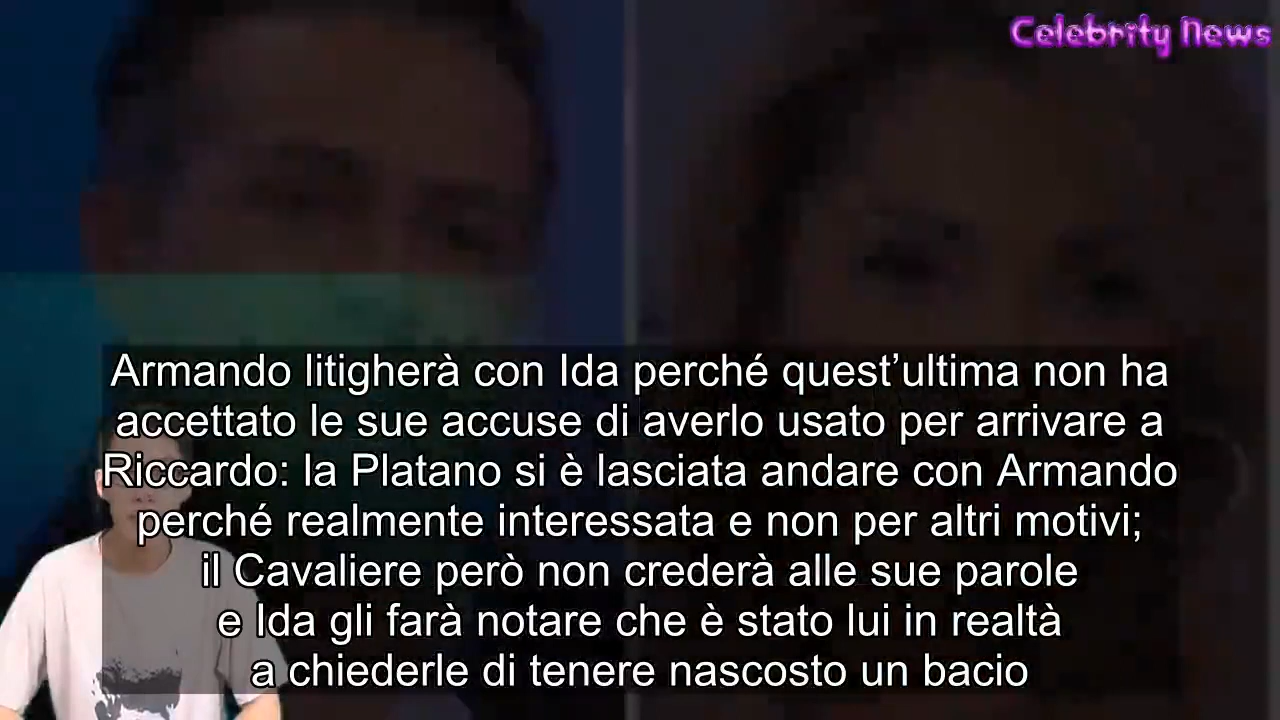 Celebrity News
Armando litigherà con Ida perché quest’ultima non ha
accettato le sue accuse di averlo usato per arrivare a
Riccardo: la Platano si è lasciata andare con Armando
perché realmente interessata e non per altri motivi;
il Cavaliere però non crederà alle sue parole
e Ida gli farà notare che è stato lui in realtà
a chiederle di tenere nascosto un bacio